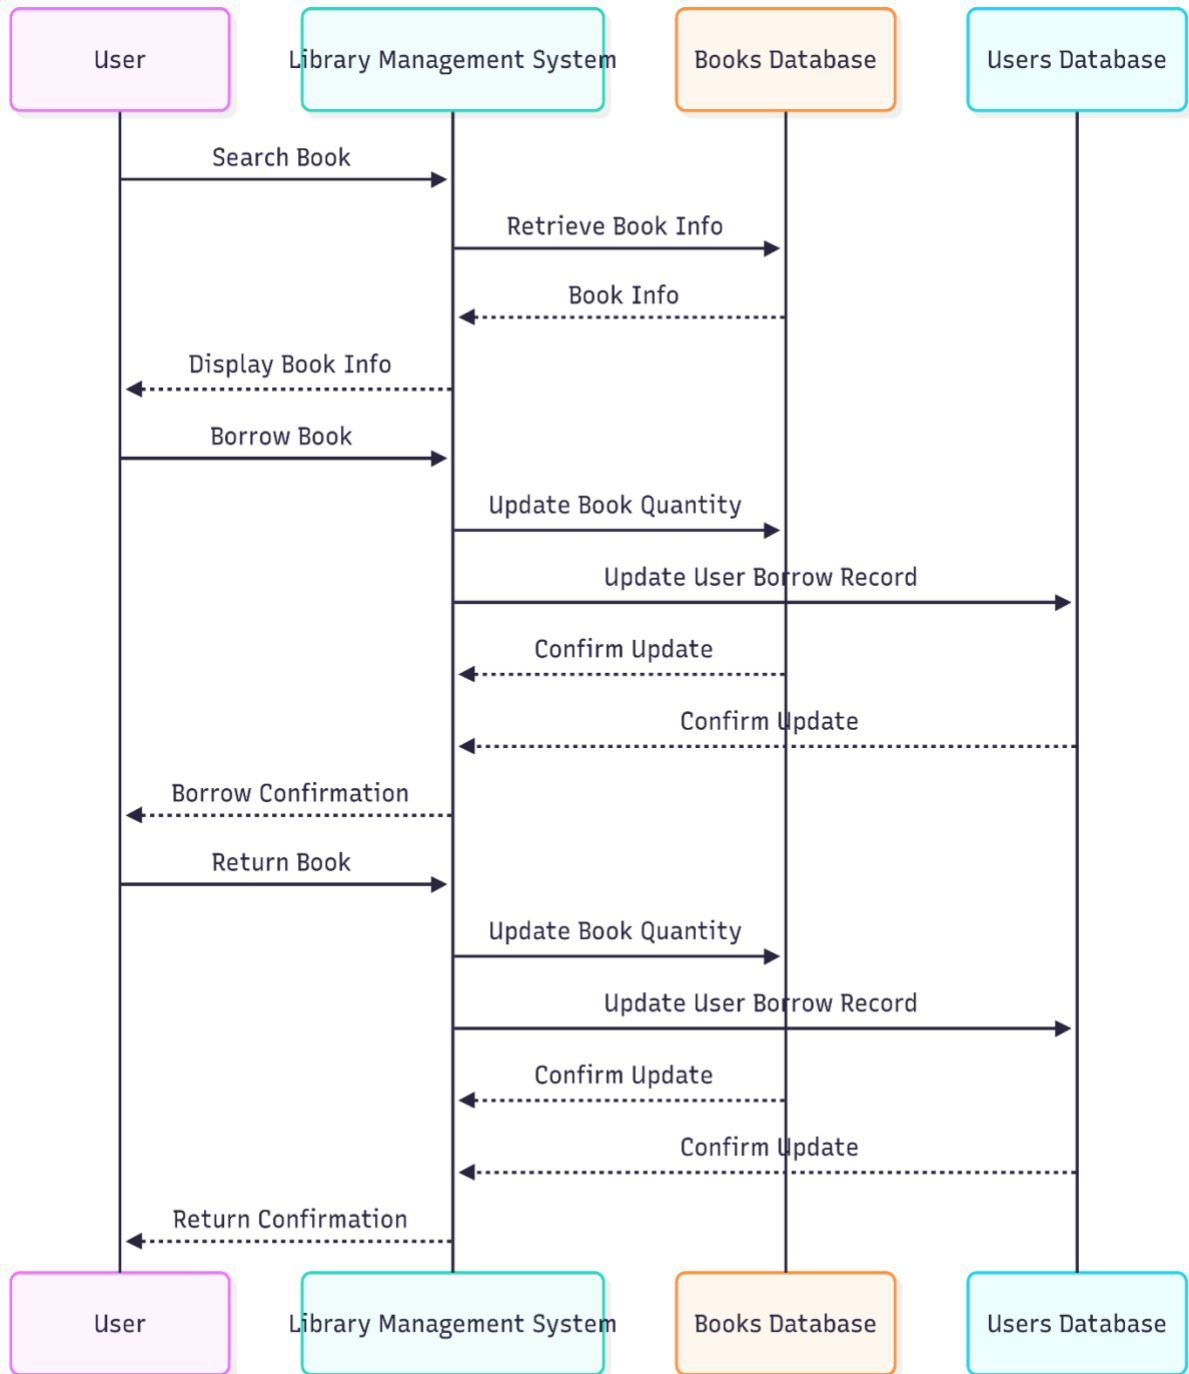 User
Library Management System
Books Database
Users Database
Search Book
Retrieve Book Info
Book Info
Display Book Info
Borrow Book
Update Book Quantity
Update User Borrow Record
Confirm Update
Confirm Update
Borrow Confirmation
Return Book
Update Book Quantity
Update User Borrow Record
Confirm Update
Confirm Update
Return Confirmation
User
Library Management System
Books Database
Users Database